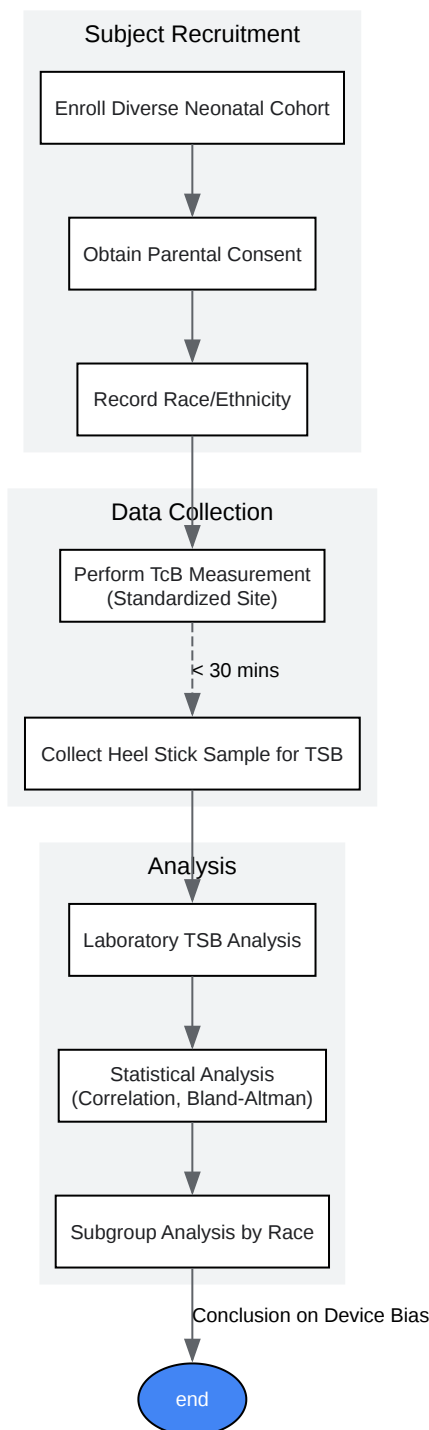 Subject Recruitment
Enroll Diverse Neonatal Cohort
Obtain Parental Consent
Record Race/Ethnicity
Data Collection
Perform TcB Measurement
(Standardized Site)
< 30 mins
Collect Heel Stick Sample for TSB
Analysis
Laboratory TSB Analysis
Statistical Analysis
(Correlation, Bland-Altman)
Subgroup Analysis by Race
Conclusion on Device Bias
end